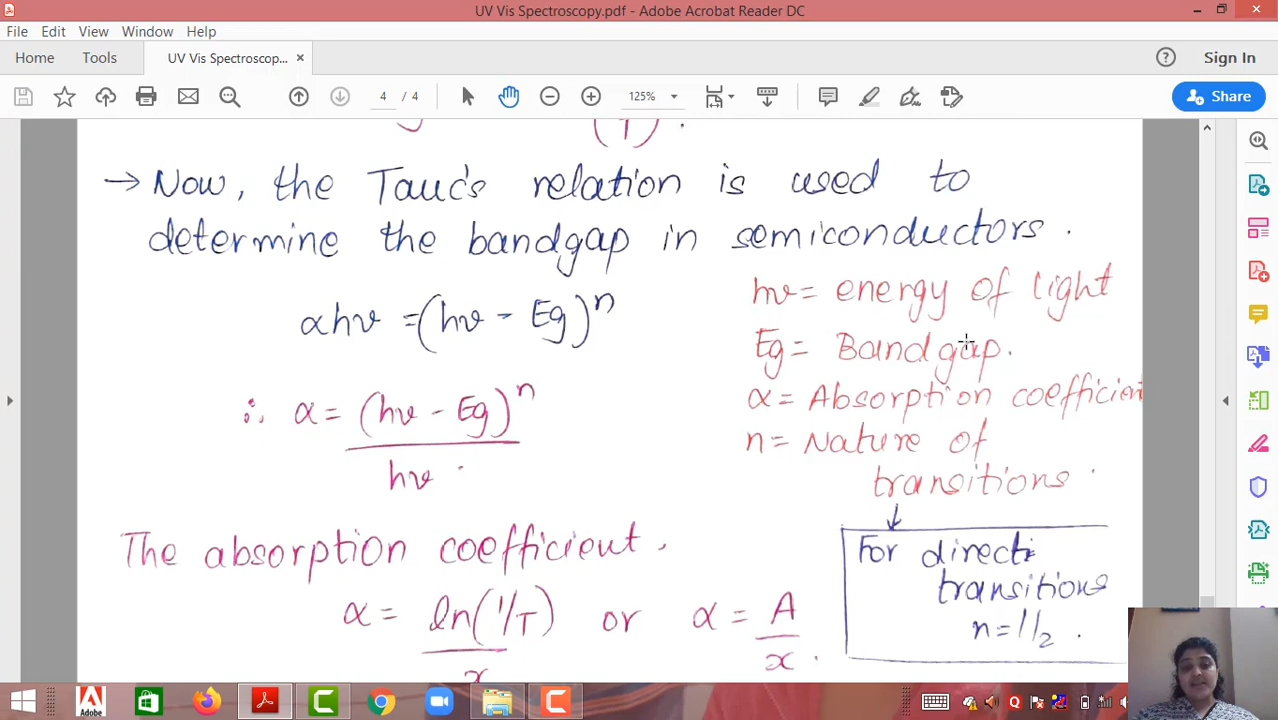 UV Vis Spectroscopy.pdf - Adobe Acrobat Reader DC
File Edit View Window Help
Home Tools UV Vis Spectroscop... × Sign In
4 / 4 125% Share
(T) .
→ Now, the Tauc's relation is used to
determine the bandgap in semiconductors.
αhν = (hν - Eg)^n
hν = energy of light
Eg = Bandgap.
∴ α = (hν - Eg)^n
hν
α = Absorption coefficient
n = Nature of
transitions.
↓
The absorption coefficient.
α = ln(1/T) or α = A
x x .
For direct
transitions
n = 1/2 .
Adobe